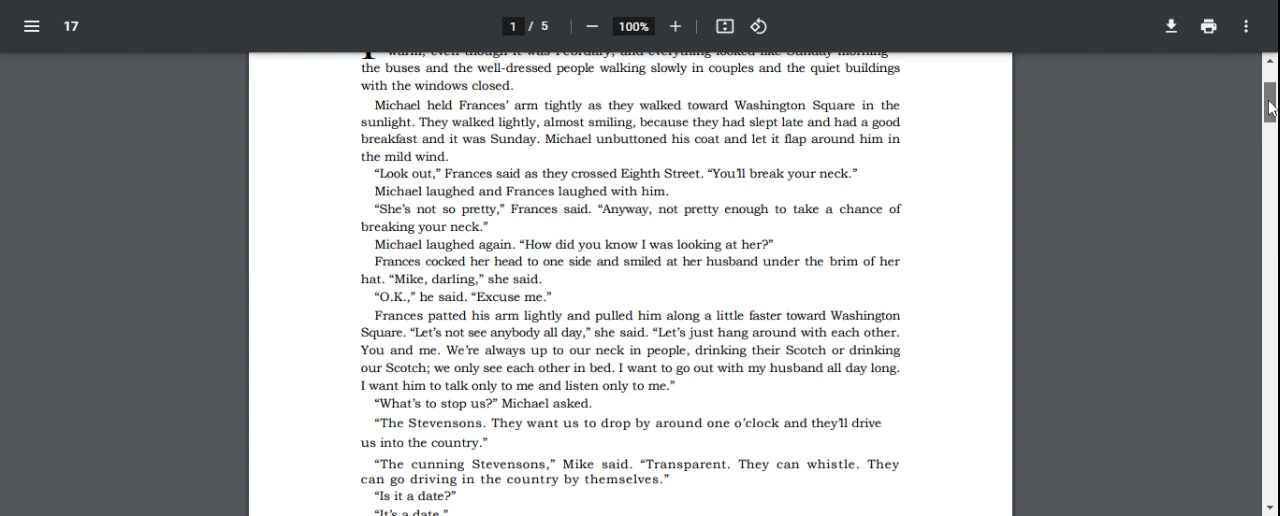 17
1 / 5
100%
warm, even though it was February, and everything looked like Sunday morning
the buses and the well-dressed people walking slowly in couples and the quiet buildings
with the windows closed.
Michael held Frances’ arm tightly as they walked toward Washington Square in the
sunlight. They walked lightly, almost smiling, because they had slept late and had a good
breakfast and it was Sunday. Michael unbuttoned his coat and let it flap around him in
the mild wind.
“Look out,” Frances said as they crossed Eighth Street. “You’ll break your neck.”
Michael laughed and Frances laughed with him.
“She’s not so pretty,” Frances said. “Anyway, not pretty enough to take a chance of
breaking your neck.”
Michael laughed again. “How did you know I was looking at her?”
Frances cocked her head to one side and smiled at her husband under the brim of her
hat. “Mike, darling,” she said.
“O.K.,” he said. “Excuse me.”
Frances patted his arm lightly and pulled him along a little faster toward Washington
Square. “Let’s not see anybody all day,” she said. “Let’s just hang around with each other.
You and me. We’re always up to our neck in people, drinking their Scotch or drinking
our Scotch; we only see each other in bed. I want to go out with my husband all day long.
I want him to talk only to me and listen only to me.”
“What’s to stop us?” Michael asked.
“The Stevensons. They want us to drop by around one o’clock and they’ll drive
us into the country.”
“The cunning Stevensons,” Mike said. “Transparent. They can whistle. They
can go driving in the country by themselves.”
“Is it a date?”
“It’s a date.”